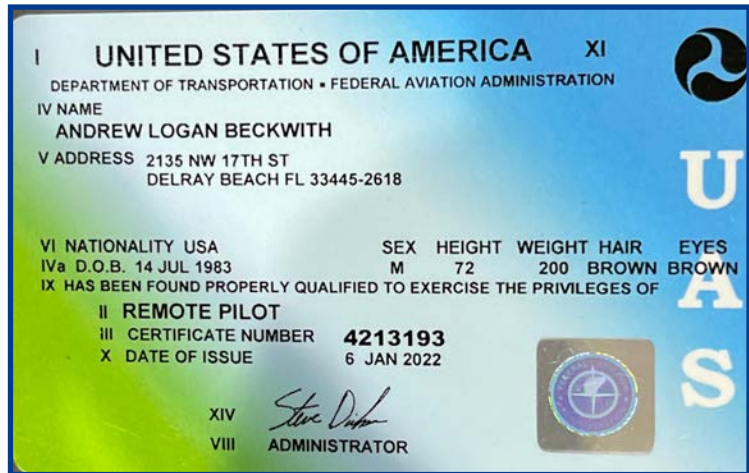 I UNITED STATES OF AMERICA XI
DEPARTMENT OF TRANSPORTATION ▪ FEDERAL AVIATION ADMINISTRATION
IV NAME
ANDREW LOGAN BECKWITH
V ADDRESS 2135 NW 17TH ST
DELRAY BEACH FL 33445-2618
VI NATIONALITY USA SEX HEIGHT WEIGHT HAIR EYES
IVa D.O.B. 14 JUL 1983 M 72 200 BROWN BROWN
IX HAS BEEN FOUND PROPERLY QUALIFIED TO EXERCISE THE PRIVILEGES OF
II REMOTE PILOT
III CERTIFICATE NUMBER 4213193
X DATE OF ISSUE 6 JAN 2022
XIV
VIII ADMINISTRATOR
UAS